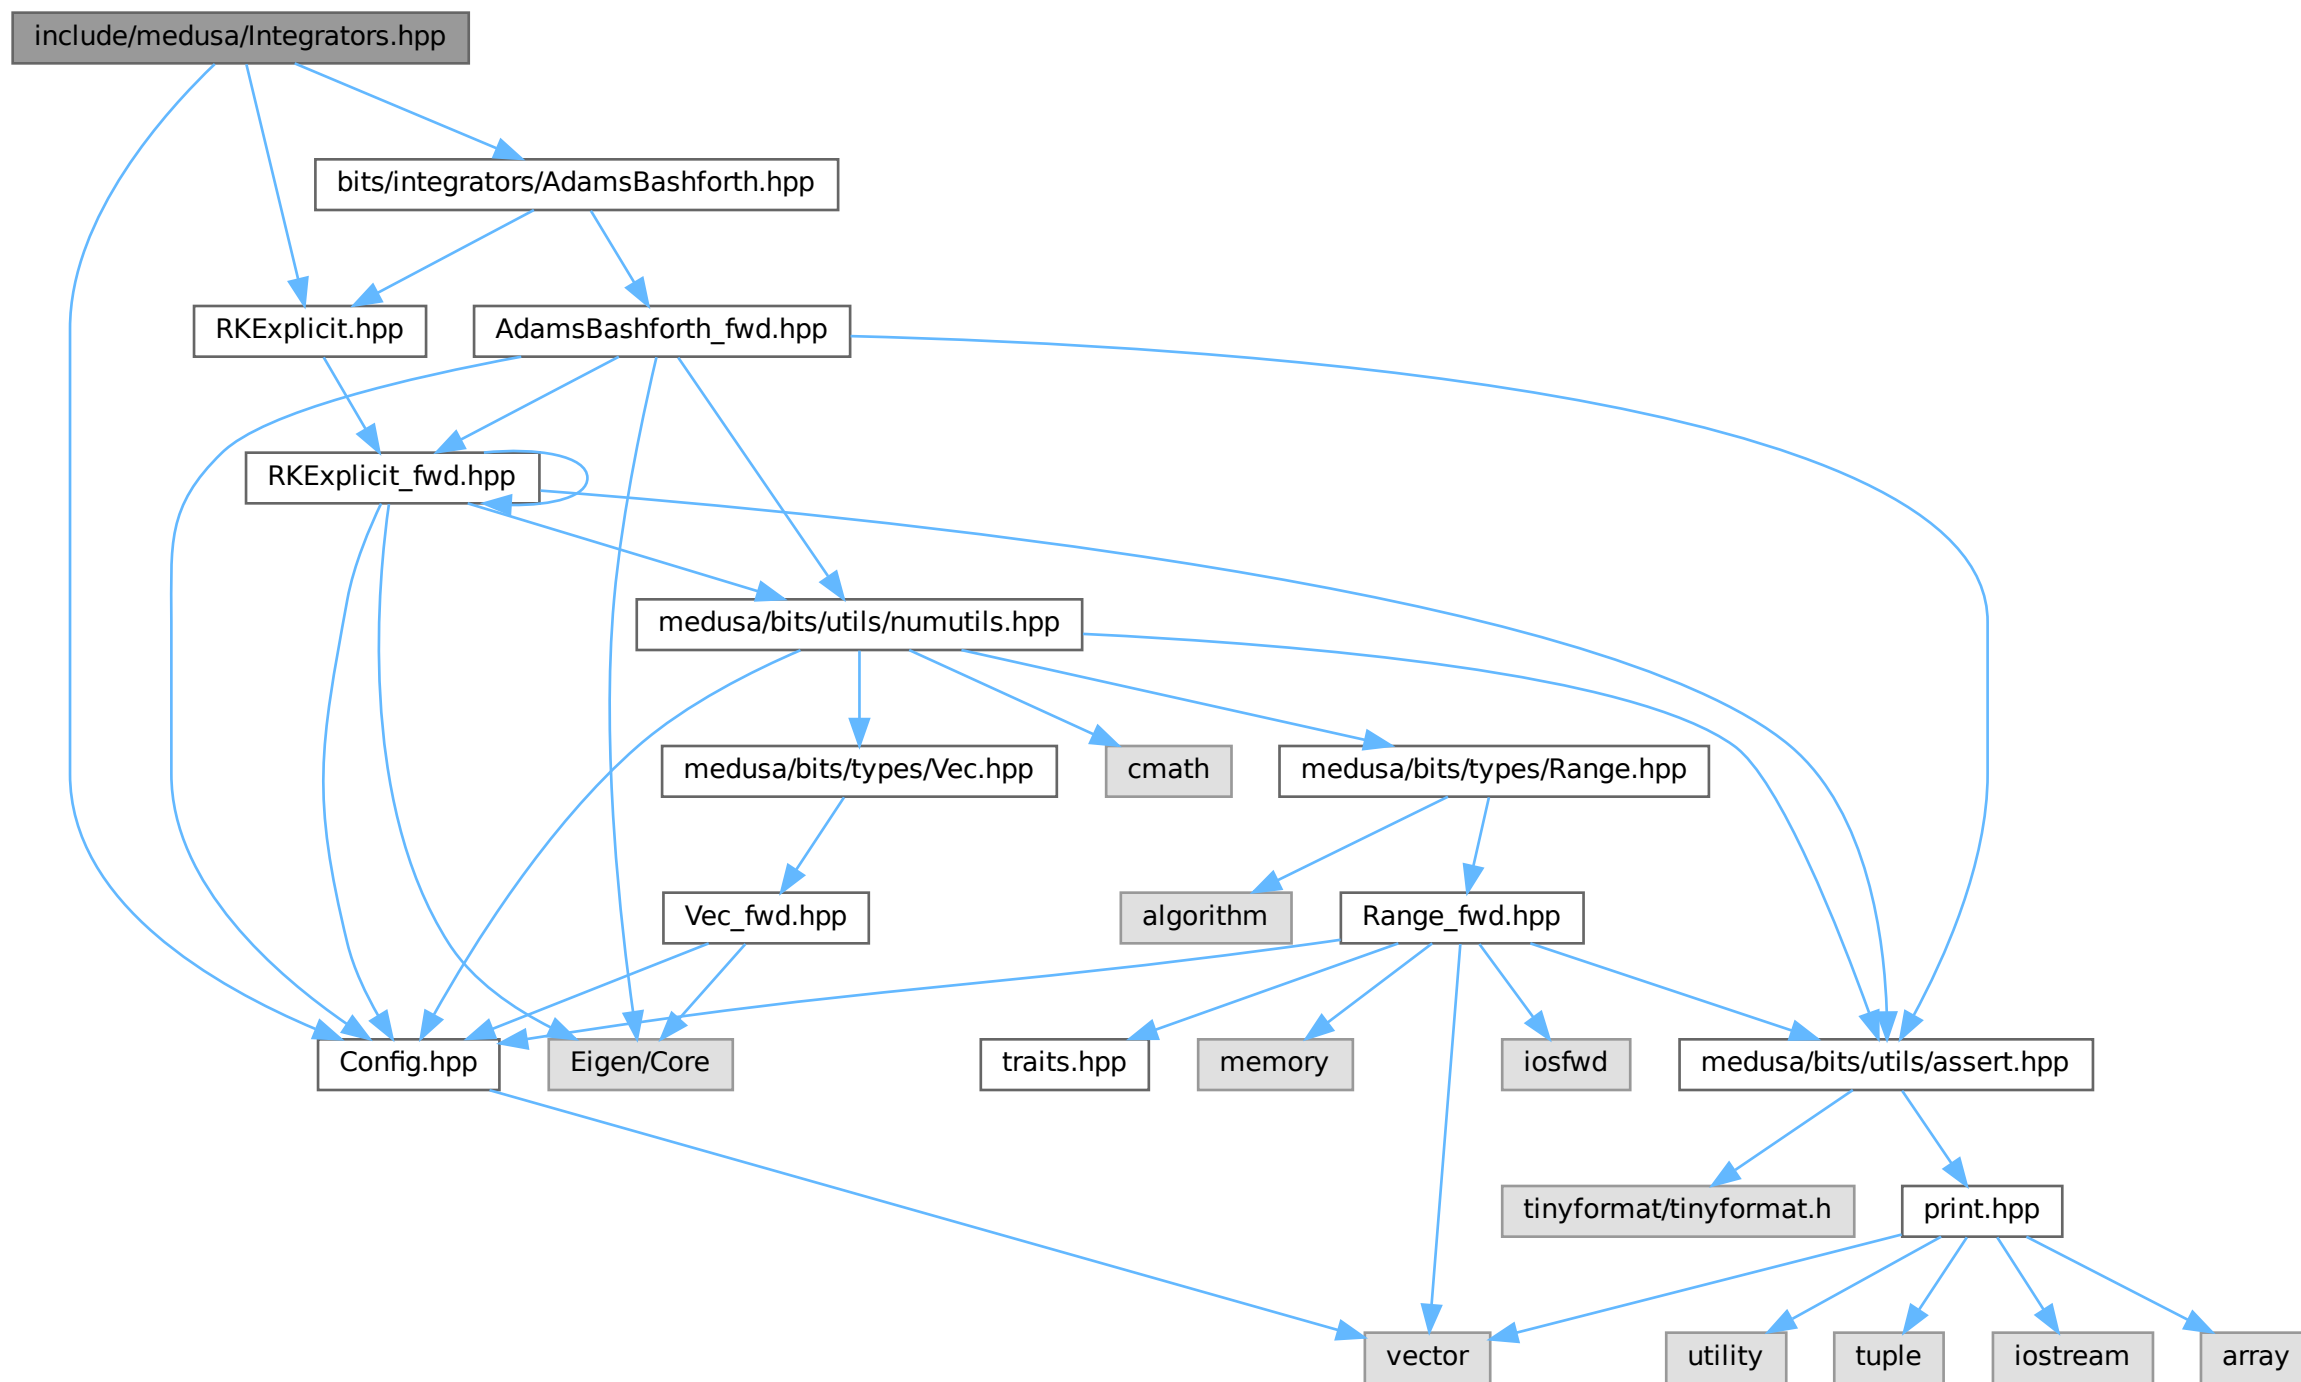 include/medusa/Integrators.hpp
bits/integrators/AdamsBashforth.hpp
RKExplicit.hpp
AdamsBashforth_fwd.hpp
RKExplicit_fwd.hpp
medusa/bits/utils/numutils.hpp
medusa/bits/types/Vec.hpp
cmath
medusa/bits/types/Range.hpp
Vec_fwd.hpp
algorithm
Range_fwd.hpp
Config.hpp
Eigen/Core
traits.hpp
memory
iosfwd
medusa/bits/utils/assert.hpp
tinyformat/tinyformat.h
print.hpp
vector
utility
tuple
iostream
array